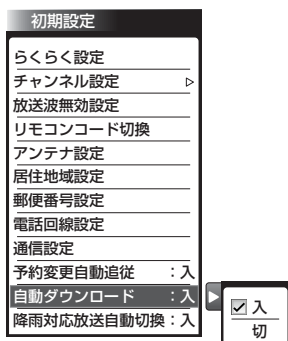 初期設定
らくらく設定
チャンネル設定 ▷
放送波無効設定
リモコンコード切換
アンテナ設定
居住地域設定
郵便番号設定
電話回線設定
通信設定
予約変更自動追従 ：入
自動ダウンロード ：入
降雨対応放送自動切換：入
入
切